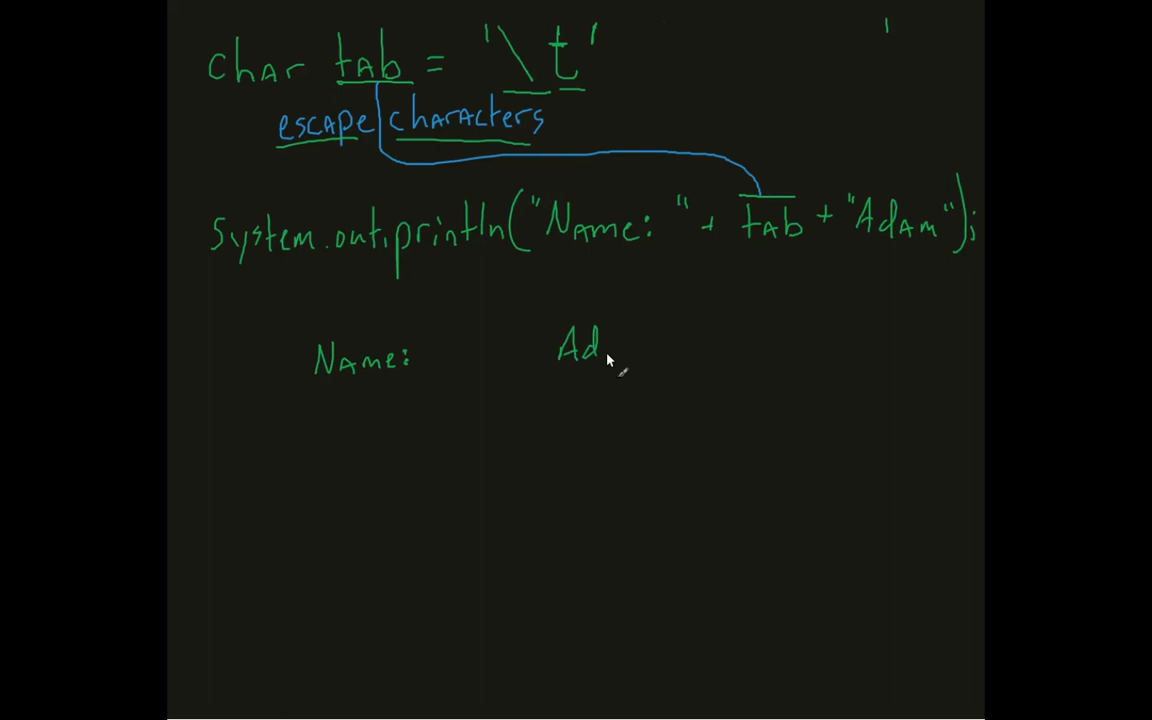 char tab = '\t'
escape characters
System.out.println("Name: " + tab + "Adam");
Name: Ad